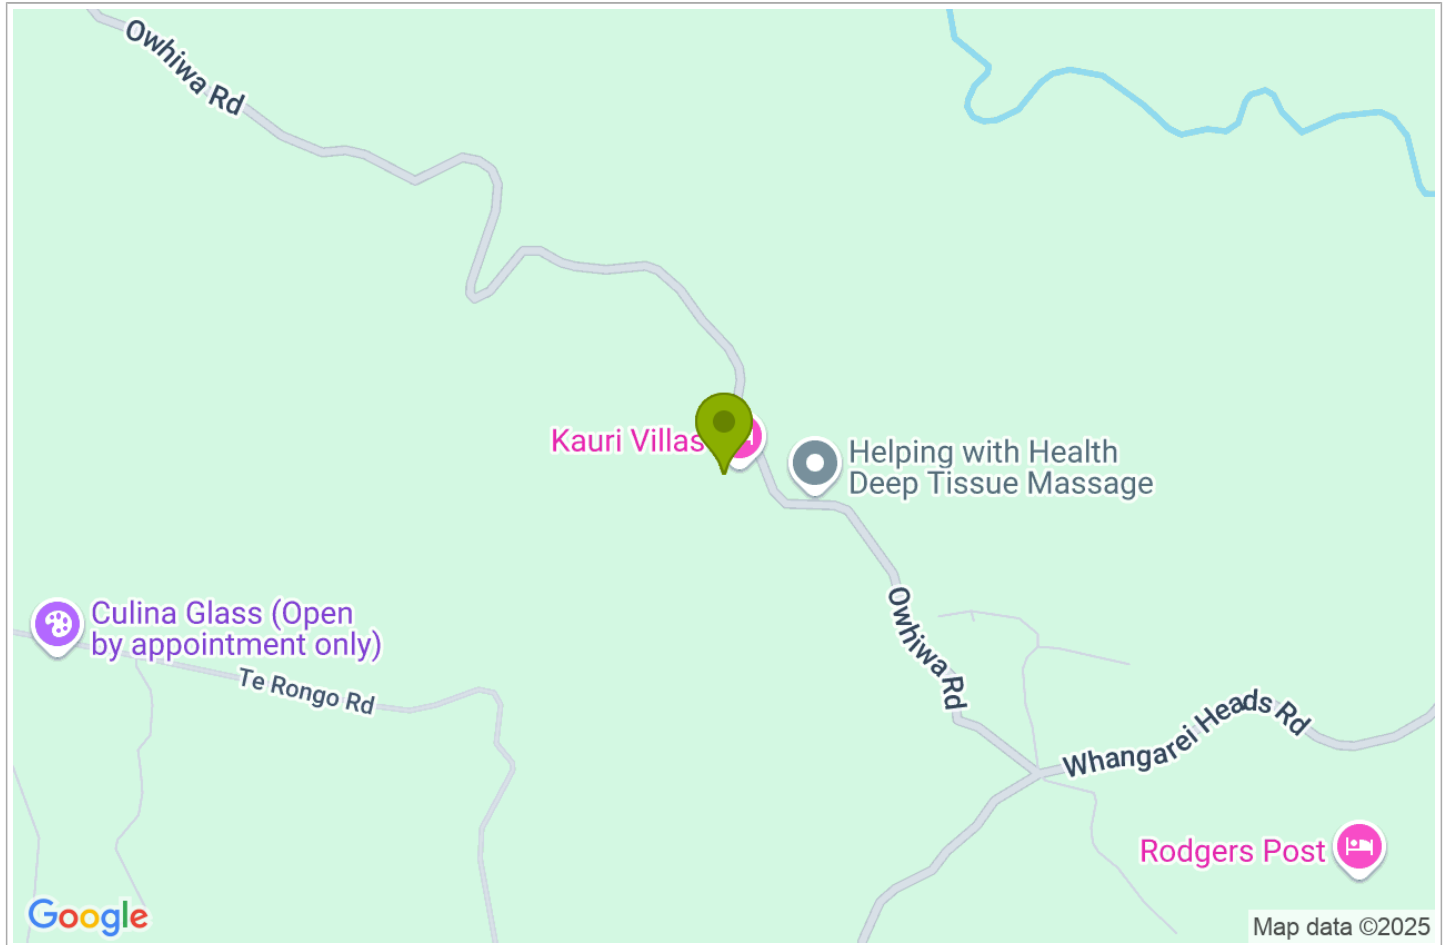 Owhiwa Rd
Kauri Villas
Helping with Health
Deep Tissue Massage
Culina Glass (Open
by appointment only)
Te Rongo Rd
Owhiwa Rd
Whangarei Heads Rd
Rodgers Post
Google
Map data ©2025